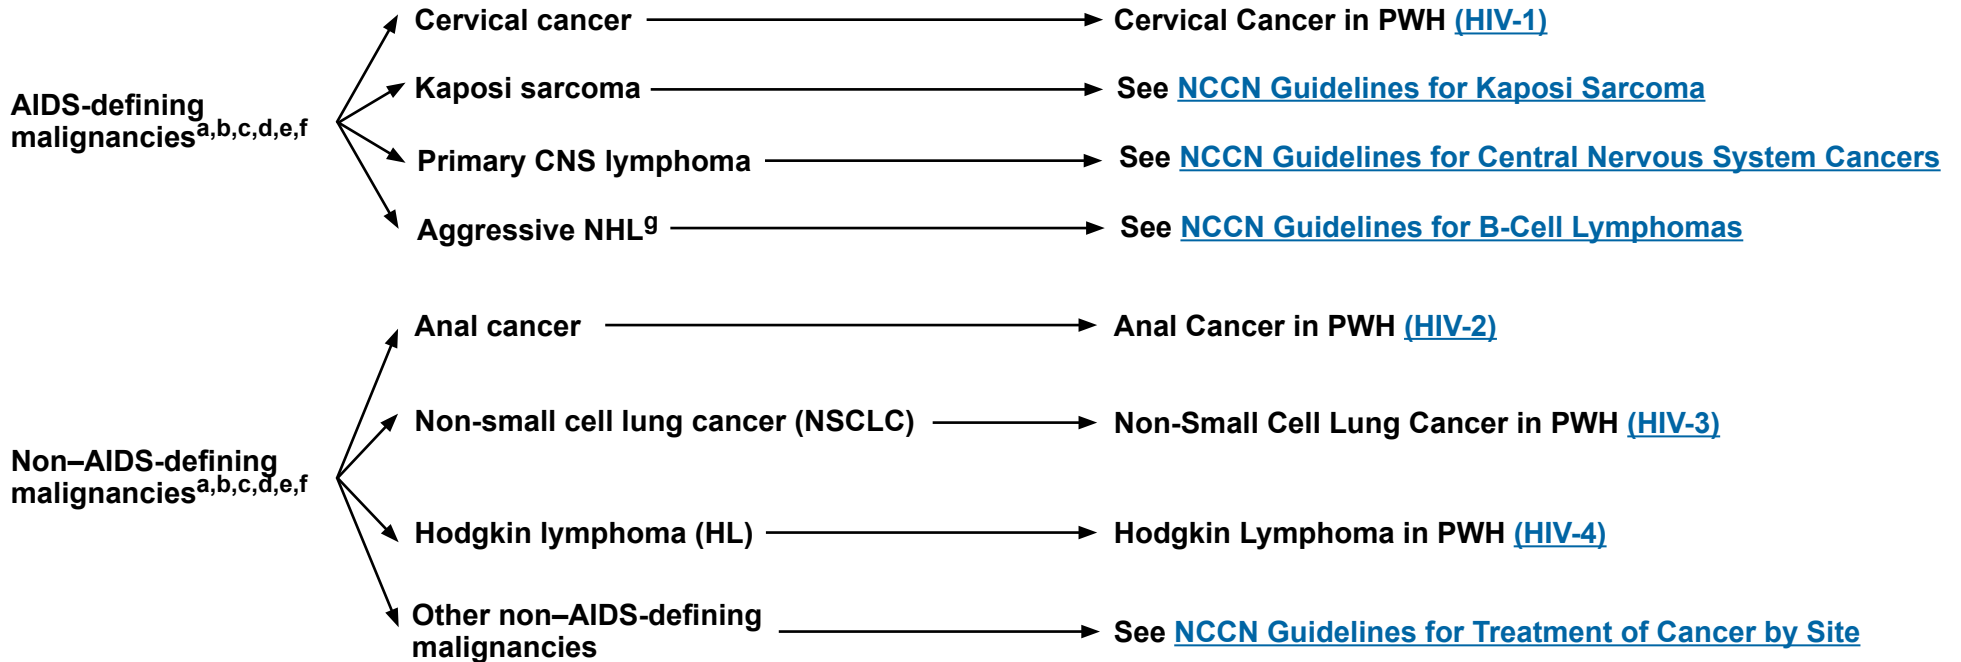 Cervical cancer
Cervical Cancer in PWH (HIV-1)
AIDS-defining
malignanciesa,b,c,d,e,f
Kaposi sarcoma
See NCCN Guidelines for Kaposi Sarcoma
Primary CNS lymphoma
See NCCN Guidelines for Central Nervous System Cancers
Aggressive NHLg
See NCCN Guidelines for B-Cell Lymphomas
Anal cancer
Anal Cancer in PWH (HIV-2)
Non–AIDS-defining
malignanciesa,b,c,d,e,f
Non-small cell lung cancer (NSCLC)
Non-Small Cell Lung Cancer in PWH (HIV-3)
Hodgkin lymphoma (HL)
Hodgkin Lymphoma in PWH (HIV-4)
Other non–AIDS-defining
malignancies
See NCCN Guidelines for Treatment of Cancer by Site